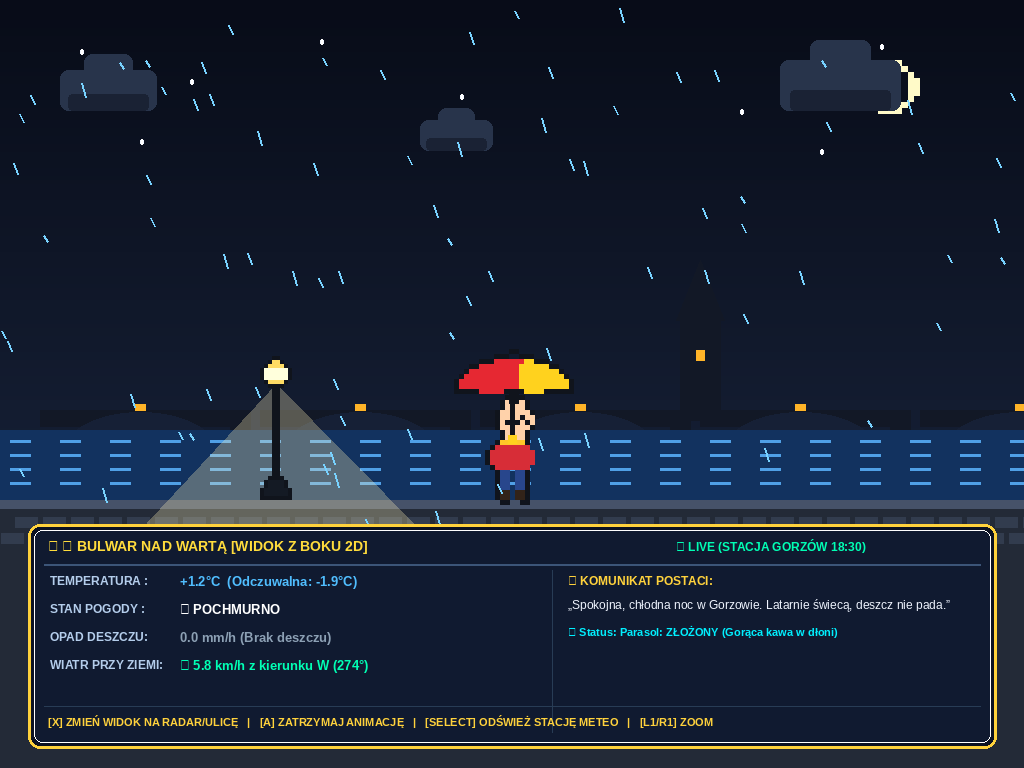 BULWAR NAD WARTĄ [WIDOK Z BOKU 2D]
LIVE (STACJA GORZÓW 18:30)
TEMPERATURA : +1.2°C (Odczuwalna: -1.9°C)
STAN POGODY : POCHMURNO
OPAD DESZCZU: 0.0 mm/h (Brak deszczu)
WIATR PRZY ZIEMI: 5.8 km/h z kierunku W (274°)
KOMUNIKAT POSTACI:
„Spokojna, chłodna noc w Gorzowie. Latarnie świecą, deszcz nie pada.”
Status: Parasol: ZŁOŻONY (Gorąca kawa w dłoni)
[X] ZMIEŃ WIDOK NA RADAR/ULICĘ | [A] ZATRZYMAJ ANIMACJĘ | [SELECT] ODŚWIEŻ STACJĘ METEO | [L1/R1] ZOOM